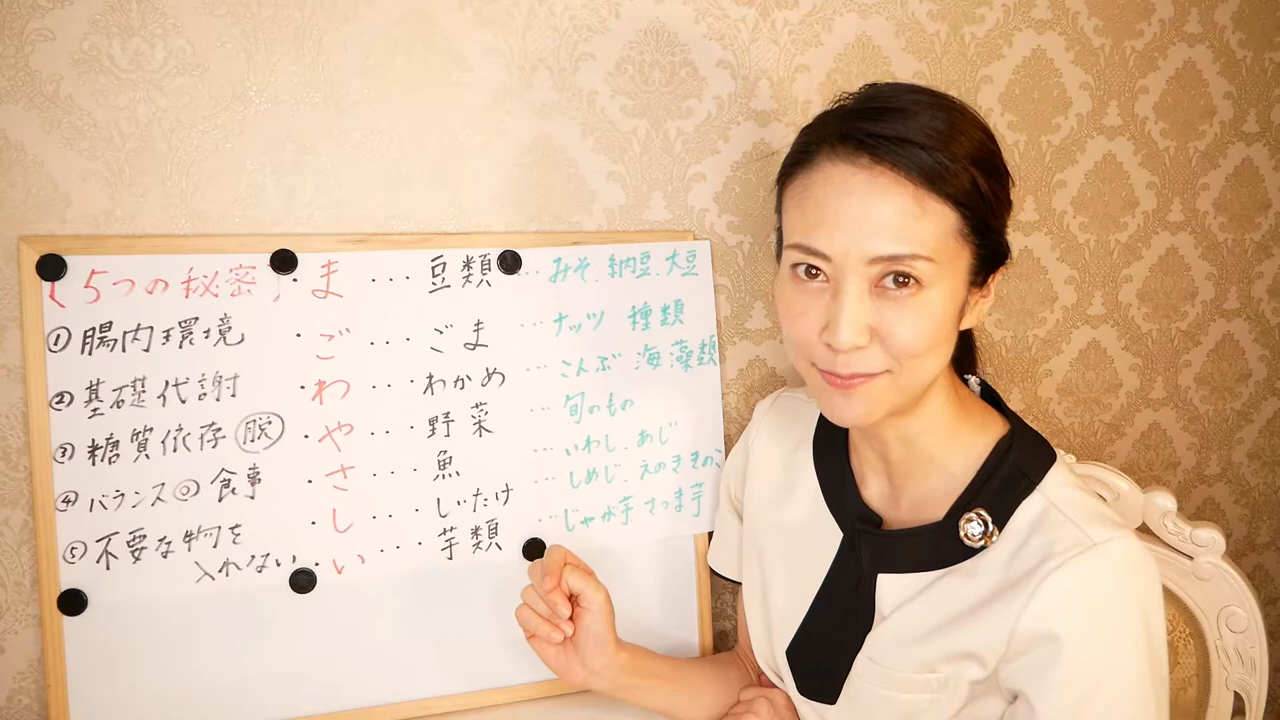 【5つの秘密】
①腸内環境
②基礎代謝
③糖質依存 脱
④バランス◎食事
⑤不要な物を
入れない
・ま・・・豆類・・・みそ、納豆、大豆
・ご・・・ごま・・・ナッツ 種類
・わ・・・わかめ・・・こんぶ 海藻類
・や・・・野菜・・・旬のもの
・さ・・・魚・・・いわし、あじ
・し・・・しいたけ・・・しめじ、えのききのこ
・い・・・芋類・・・じゃが芋、さつま芋